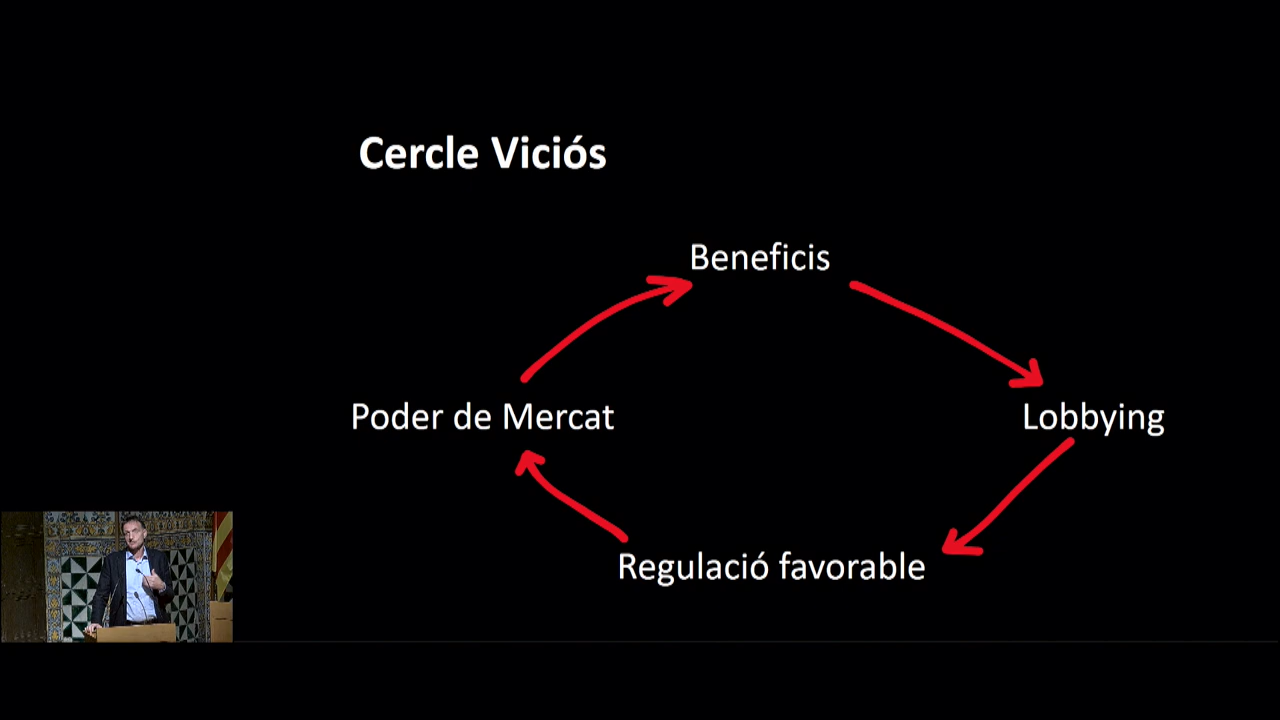 Cercle Viciós
Beneficis
Poder de Mercat
Lobbying
Regulació favorable